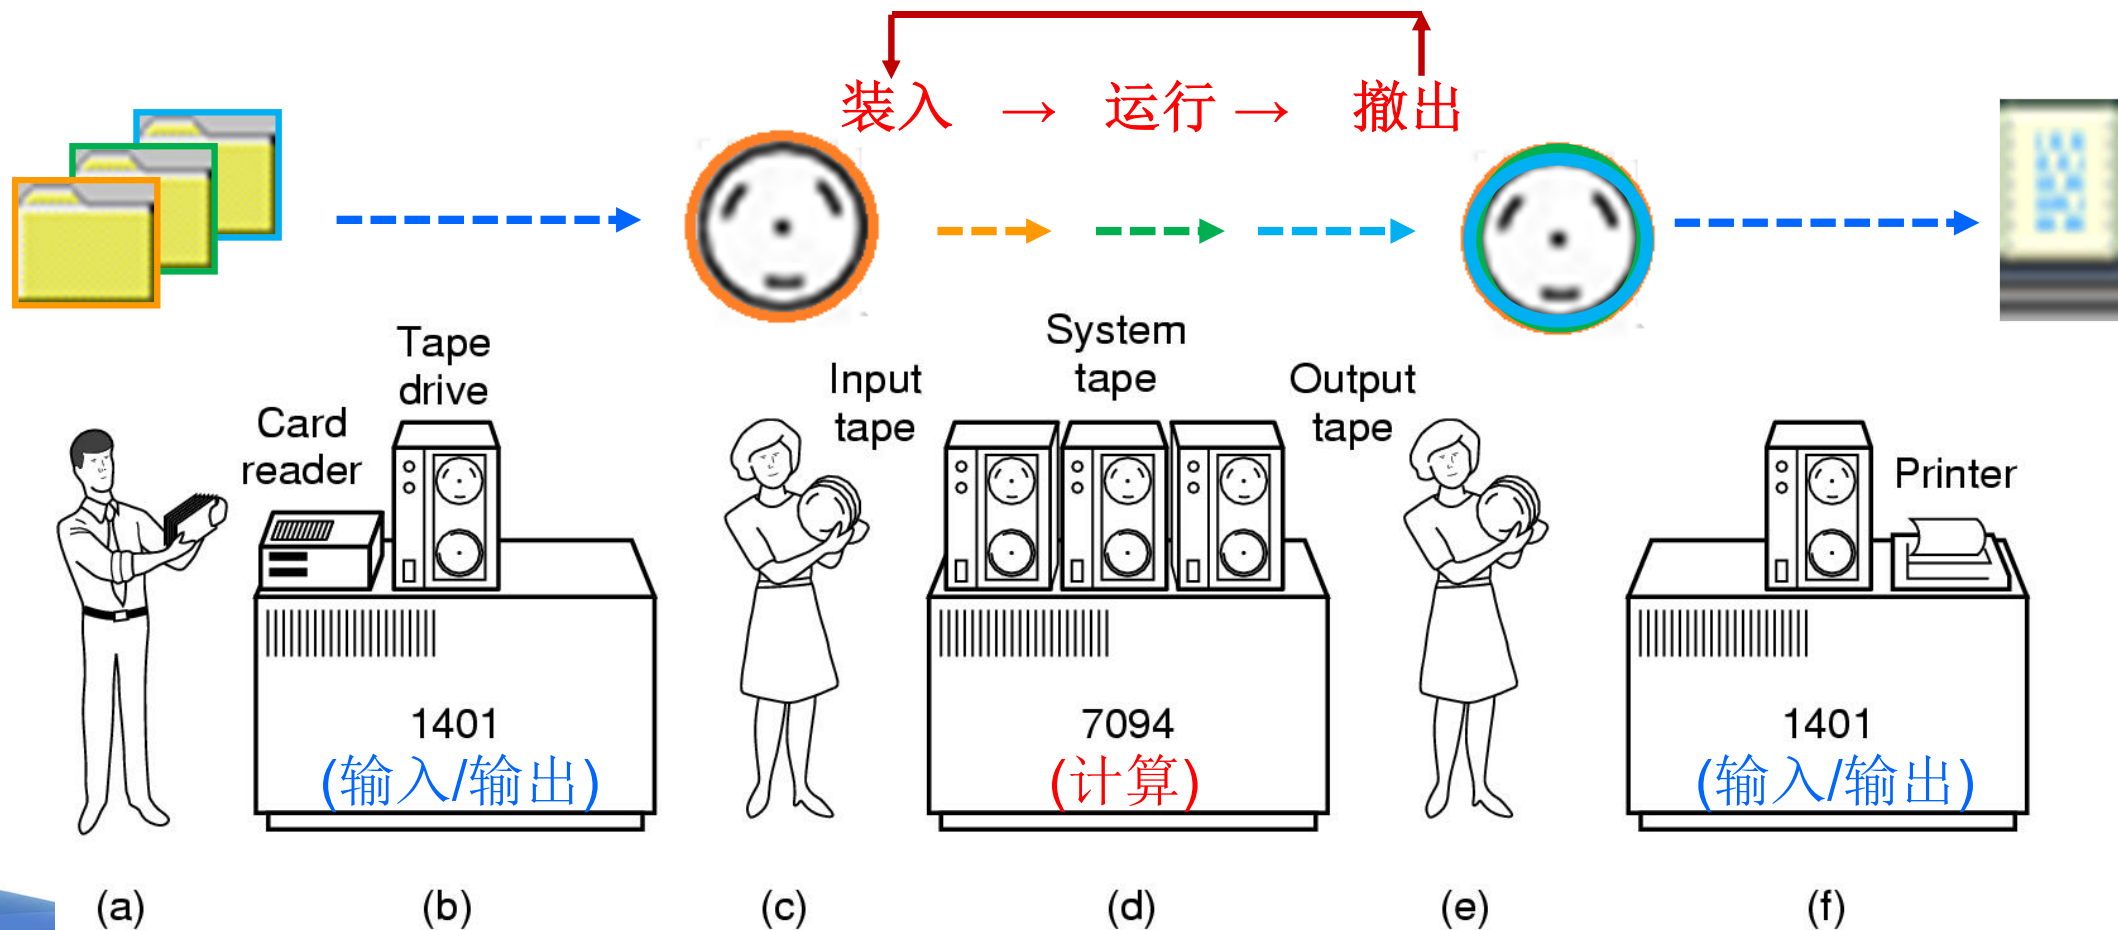 装入 → 运行 → 撤出
Tape
drive
Card
reader
Input
tape
System
tape
Output
tape
Printer
1401
(输入/输出)
7094
(计算)
1401
(输入/输出)
(a)
(b)
(c)
(d)
(e)
(f)